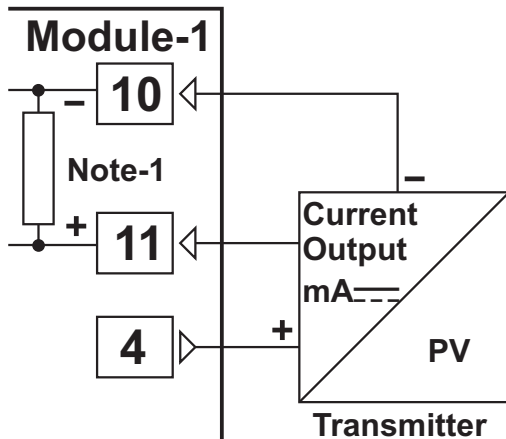 Module-1
− 10
Note-1
+ 11
4
+
−
Current
Output
mA
PV
Transmitter